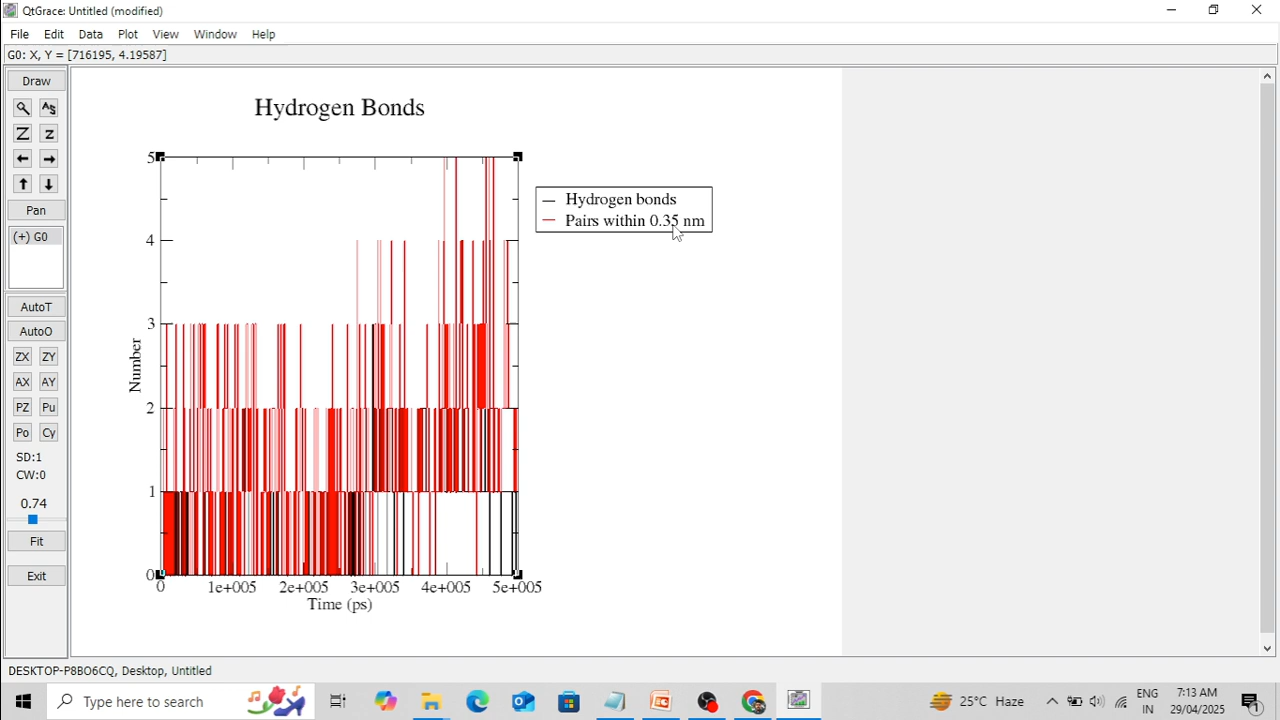 QtGrace: Untitled (modified)
File Edit Data Plot View Window Help
G0: X, Y = [716195, 4.19587]
Draw
Z z
Pan
(+) G0
AutoT
AutoO
ZX ZY
AX AY
PZ Pu
Po Cy
SD:1
CW:0
0.74
Fit
Exit
Hydrogen Bonds
5
4
3
2
1
0
Number
0 1e+005 2e+005 3e+005 4e+005 5e+005
Time (ps)
Hydrogen bonds
Pairs within 0.35 nm
DESKTOP-P8BO6CQ, Desktop, Untitled
Type here to search
25°C Haze
ENG
IN
7:13 AM
29/04/2025